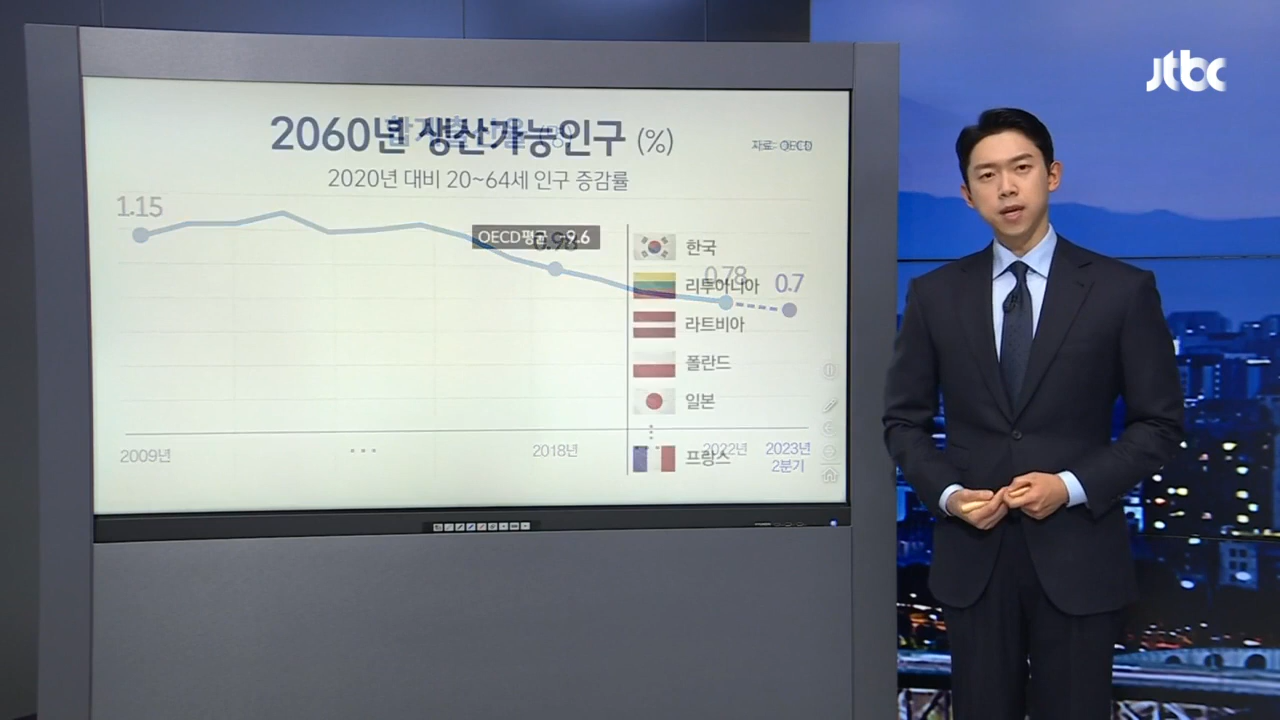 jtbc
2060년 생산가능인구 (%)
자료: OECD
2020년 대비 20~64세 인구 증감률
1.15
OECD평균 -9.6
0.98
한국
리투아니아
0.78
0.7
라트비아
폴란드
일본
2009년
2018년
프랑스
2022년
2023년
2분기